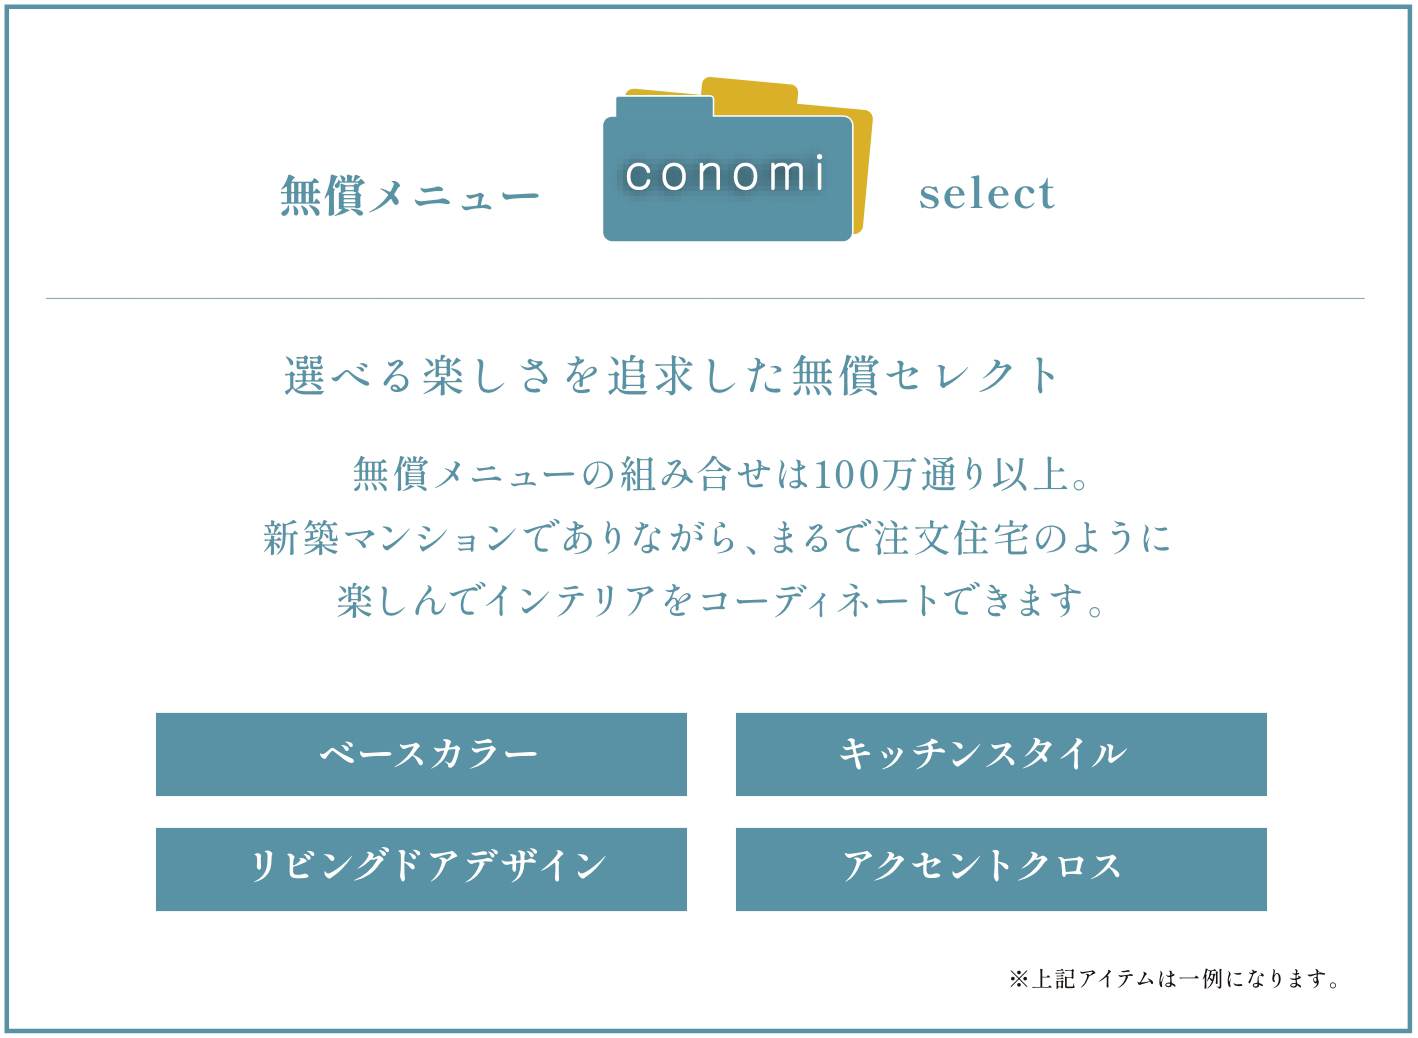 無償メニュー conomi select
選べる楽しさを追求した無償セレクト
無償メニューの組み合せは100万通り以上。
新築マンションでありながら、まるで注文住宅のように
楽しんでインテリアをコーディネートできます。
ベースカラー
キッチンスタイル
リビングドアデザイン
アクセントクロス
※上記アイテムは一例になります。